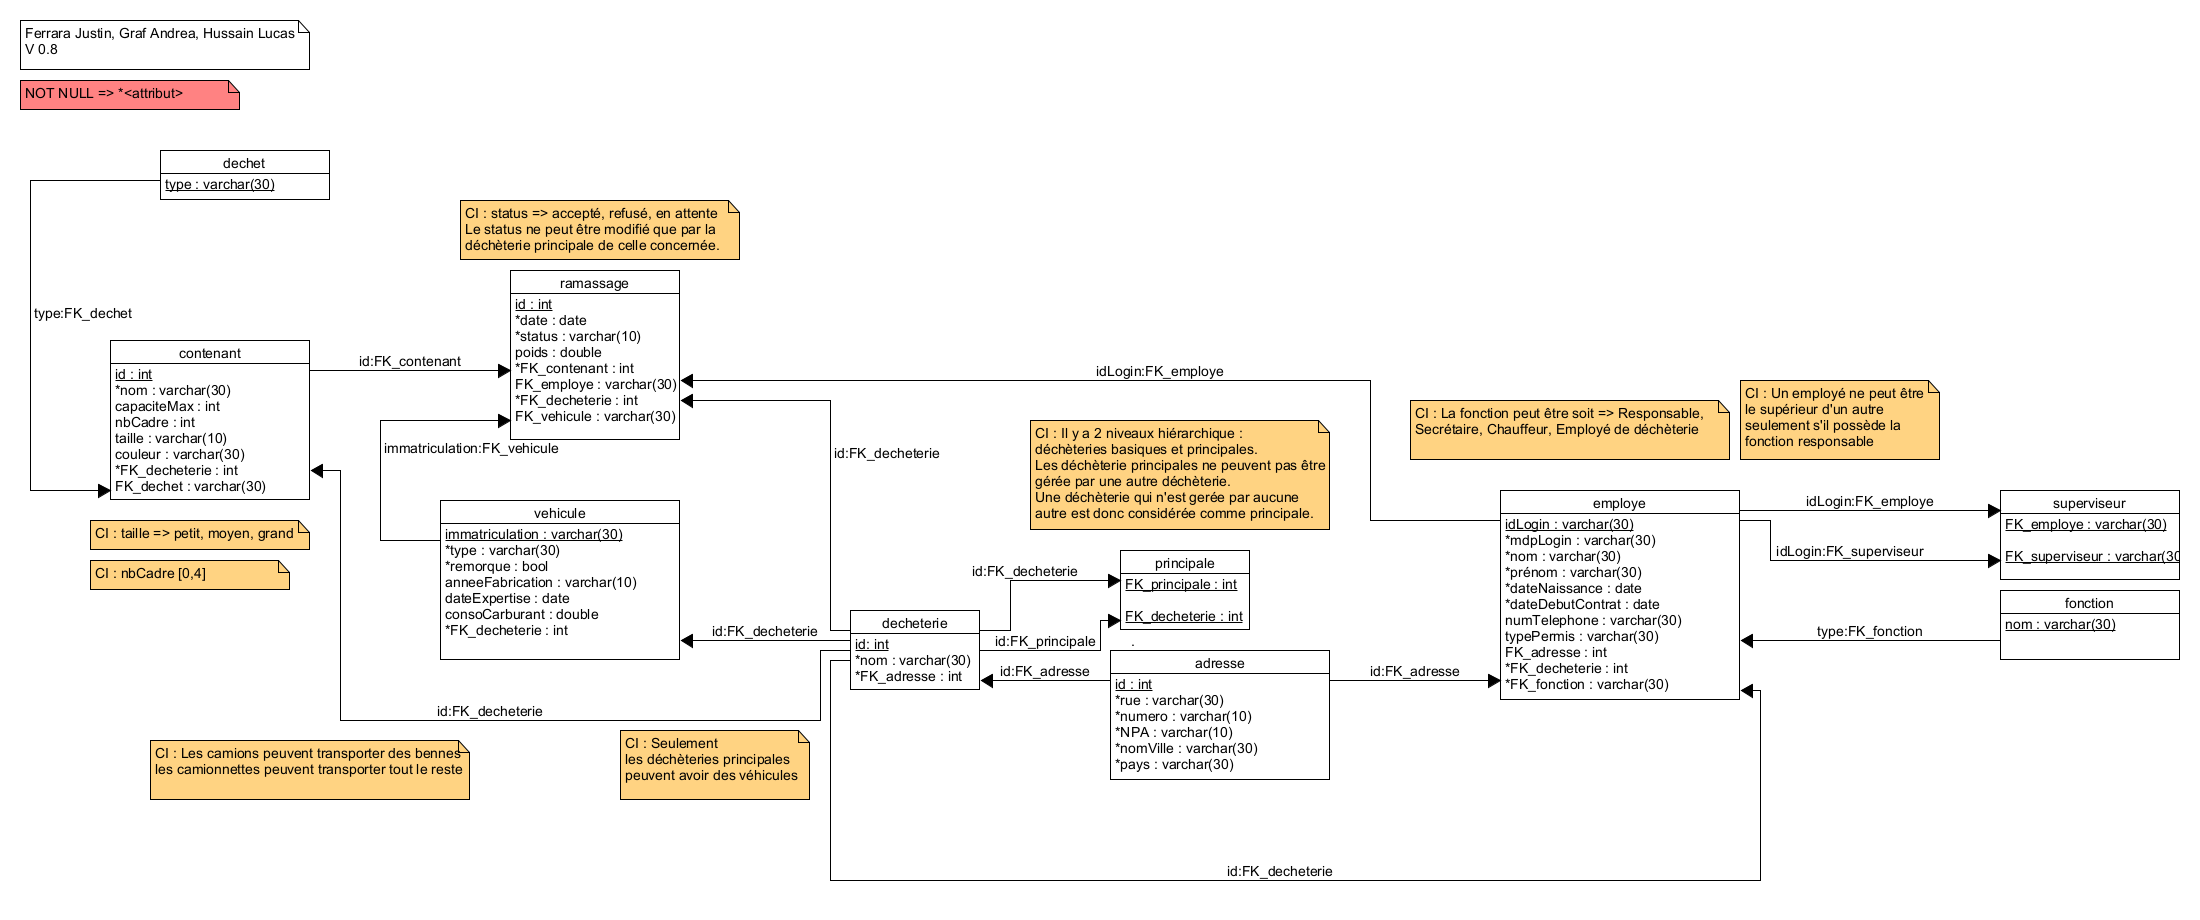 Ferrara Justin, Graf Andrea, Hussain Lucas
V 0.8
NOT NULL => *<attribut>
dechet
type : varchar(30)
CI : status => accepté, refusé, en attente
Le status ne peut être modifié que par la
déchèterie principale de celle concernée.
ramassage
id : int
*date : date
*status : varchar(10)
poids : double
*FK_contenant : int
FK_employe : varchar(30)
*FK_decheterie : int
FK_vehicule : varchar(30)
type:FK_dechet
contenant
id : int
*nom : varchar(30)
capaciteMax : int
nbCadre : int
taille : varchar(10)
couleur : varchar(30)
*FK_decheterie : int
FK_dechet : varchar(30)
id:FK_contenant
idLogin:FK_employe
immatriculation:FK_vehicule
id:FK_decheterie
CI : Il y a 2 niveaux hiérarchique :
déchèteries basiques et principales.
Les déchèterie principales ne peuvent pas être
gérée par une autre déchèterie.
Une déchèterie qui n'est gerée par aucune
autre est donc considérée comme principale.
CI : La fonction peut être soit => Responsable,
Secrétaire, Chauffeur, Employé de déchèterie
CI : Un employé ne peut être
le supérieur d'un autre
seulement s'il possède la
fonction responsable
CI : taille => petit, moyen, grand
CI : nbCadre [0,4]
vehicule
immatriculation : varchar(30)
*type : varchar(30)
*remorque : bool
anneeFabrication : varchar(10)
dateExpertise : date
consoCarburant : double
*FK_decheterie : int
employe
idLogin : varchar(30)
*mdpLogin : varchar(30)
*nom : varchar(30)
*prénom : varchar(30)
*dateNaissance : date
*dateDebutContrat : date
numTelephone : varchar(30)
typePermis : varchar(30)
FK_adresse : int
*FK_decheterie : int
*FK_fonction : varchar(30)
idLogin:FK_employe
idLogin:FK_superviseur
superviseur
FK_employe : varchar(30)
FK_superviseur : varchar(30
fonction
nom : varchar(30)
type:FK_fonction
id:FK_decheterie
principale
FK_principale : int
FK_decheterie : int
id:FK_decheterie
decheterie
id: int
*nom : varchar(30)
*FK_adresse : int
id:FK_principale
.
id:FK_adresse
adresse
id : int
*rue : varchar(30)
*numero : varchar(10)
*NPA : varchar(10)
*nomVille : varchar(30)
*pays : varchar(30)
id:FK_adresse
id:FK_decheterie
CI : Les camions peuvent transporter des bennes
les camionnettes peuvent transporter tout le reste
CI : Seulement
les déchèteries principales
peuvent avoir des véhicules
id:FK_decheterie